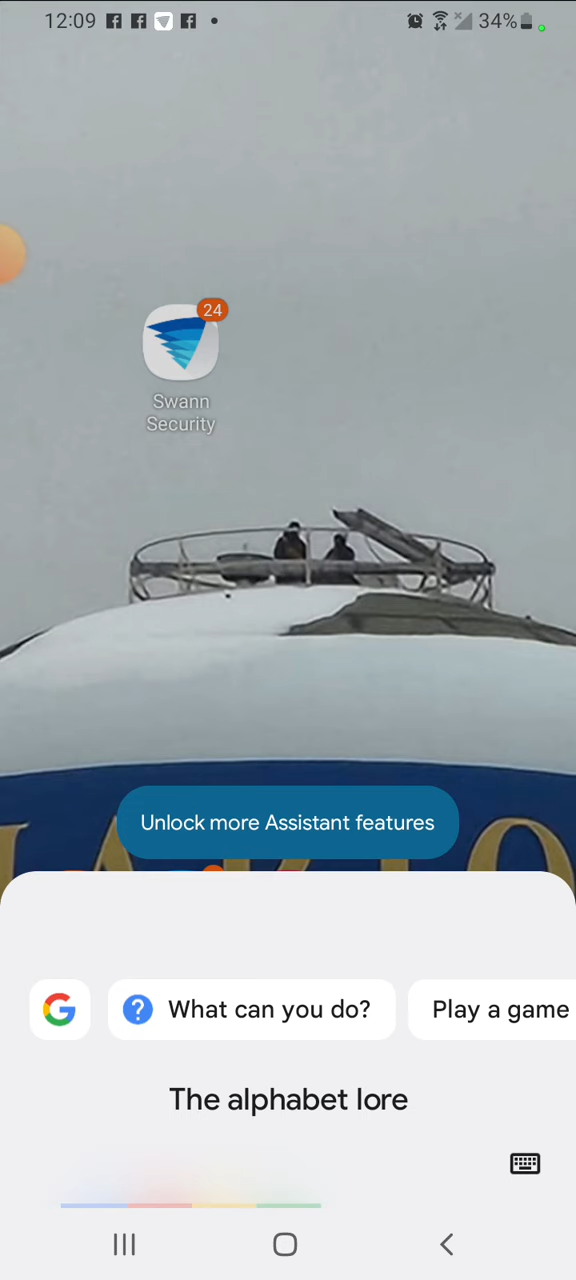 12:09
34%
24
Swann
Security
Unlock more Assistant features
What can you do?
Play a game
The alphabet lore